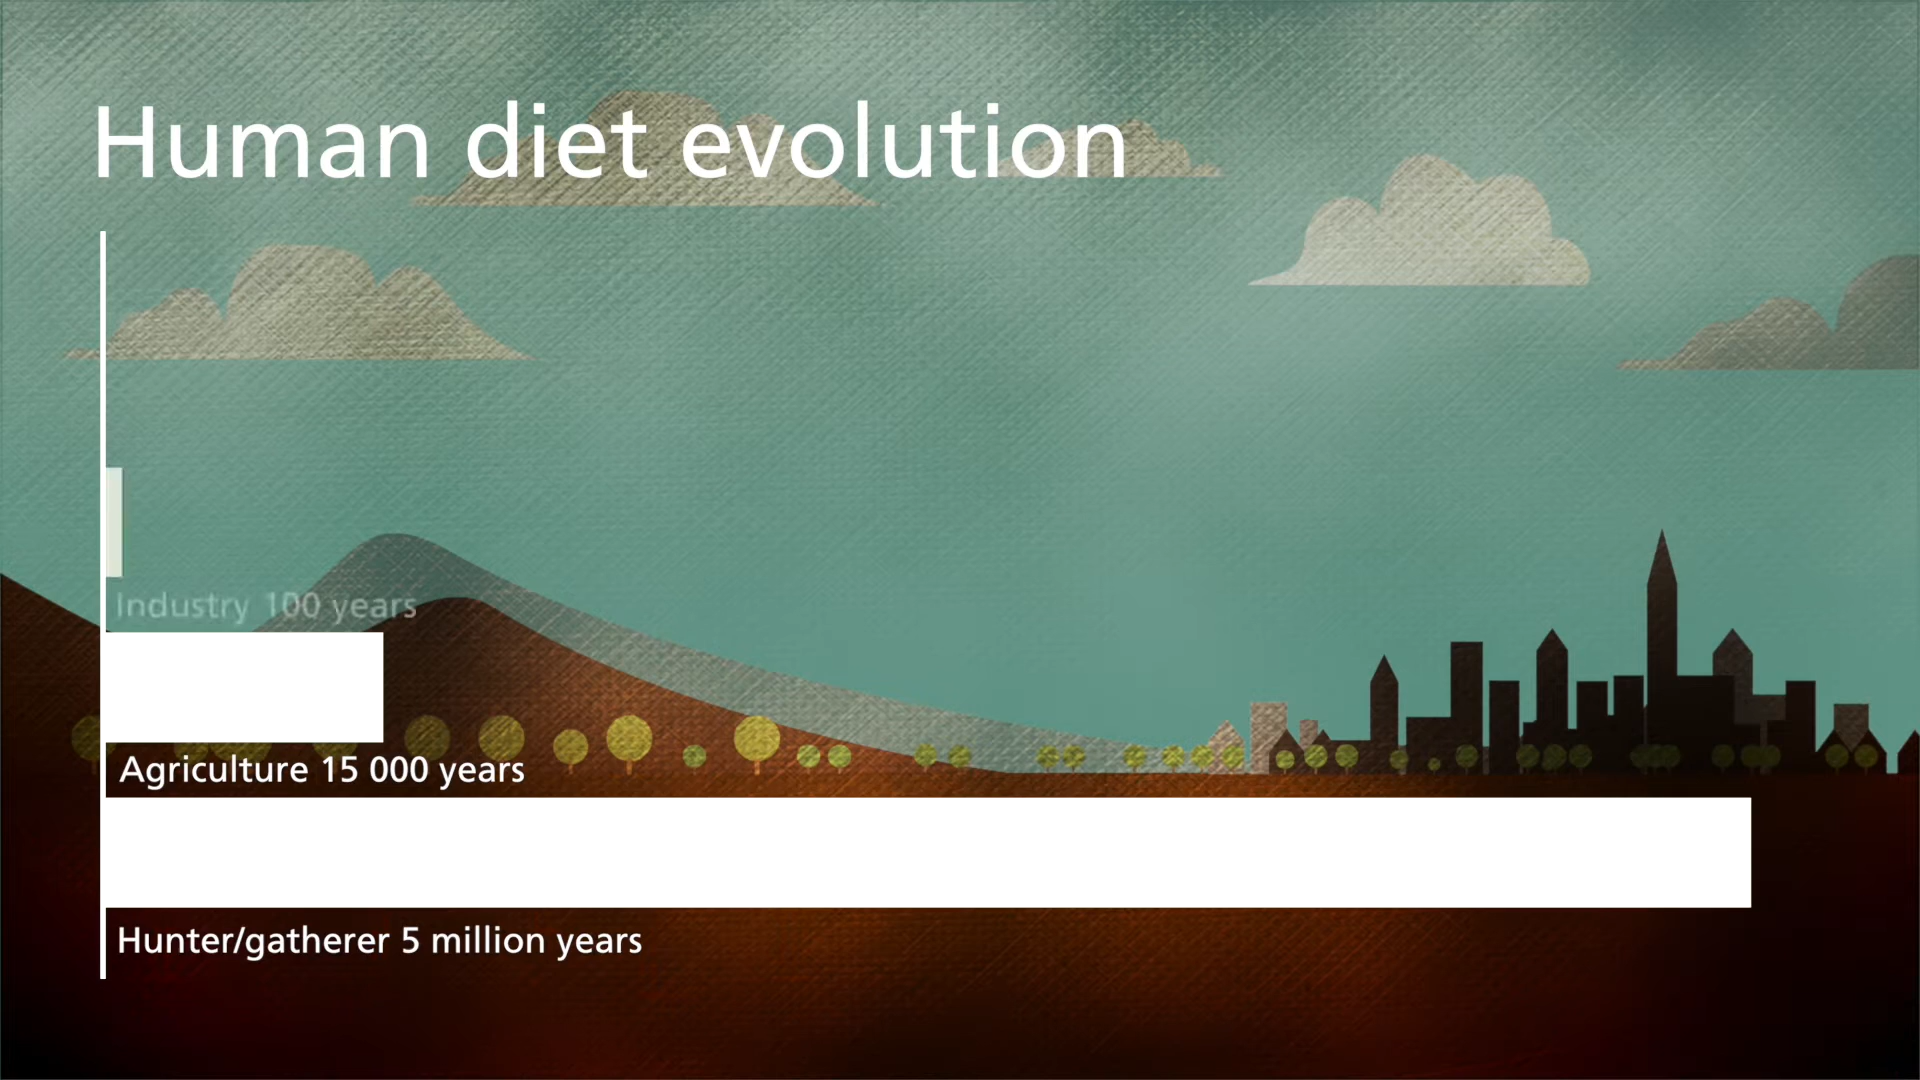 Human diet evolution
Industry 100 years
Agriculture 15 000 years
Hunter/gatherer 5 million years